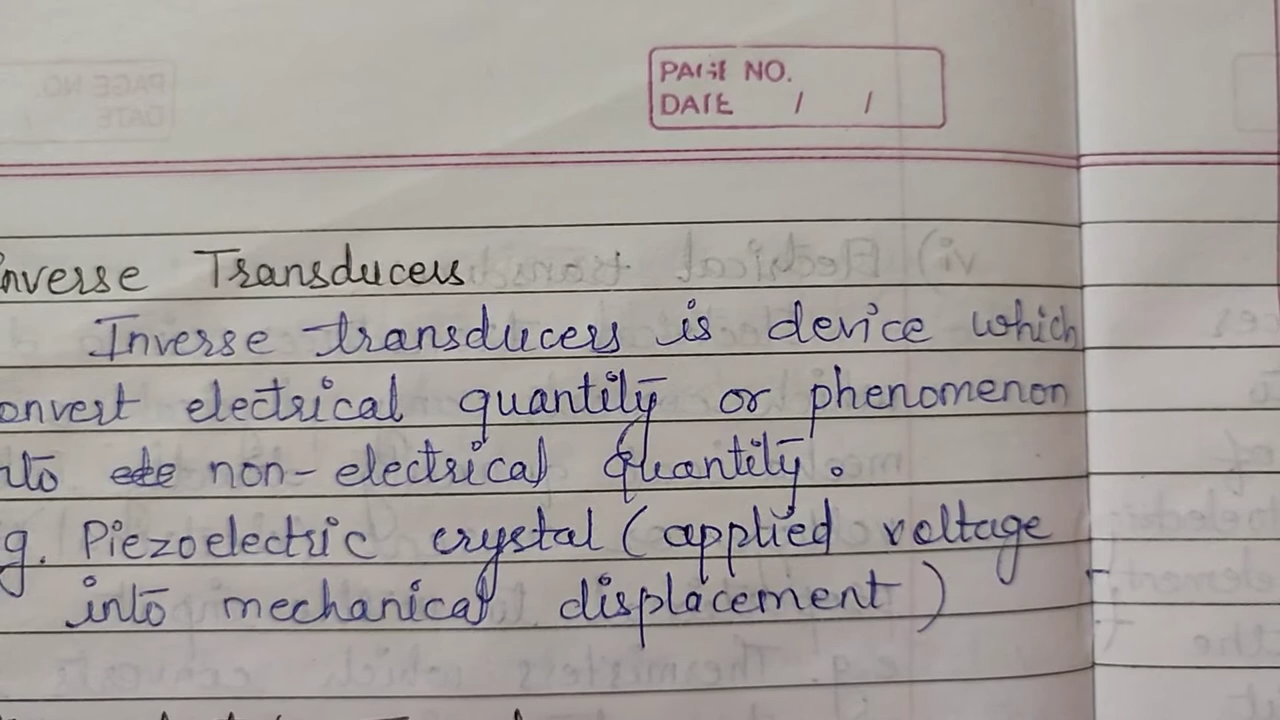 PAGE NO.
DATE / /
Inverse Transducers
Inverse transducers is device which
onvert electrical quantity or phenomenon
nto ete non-electrical quantity.
g. Piezoelectric crystal (applied voltage
into mechanical displacement)